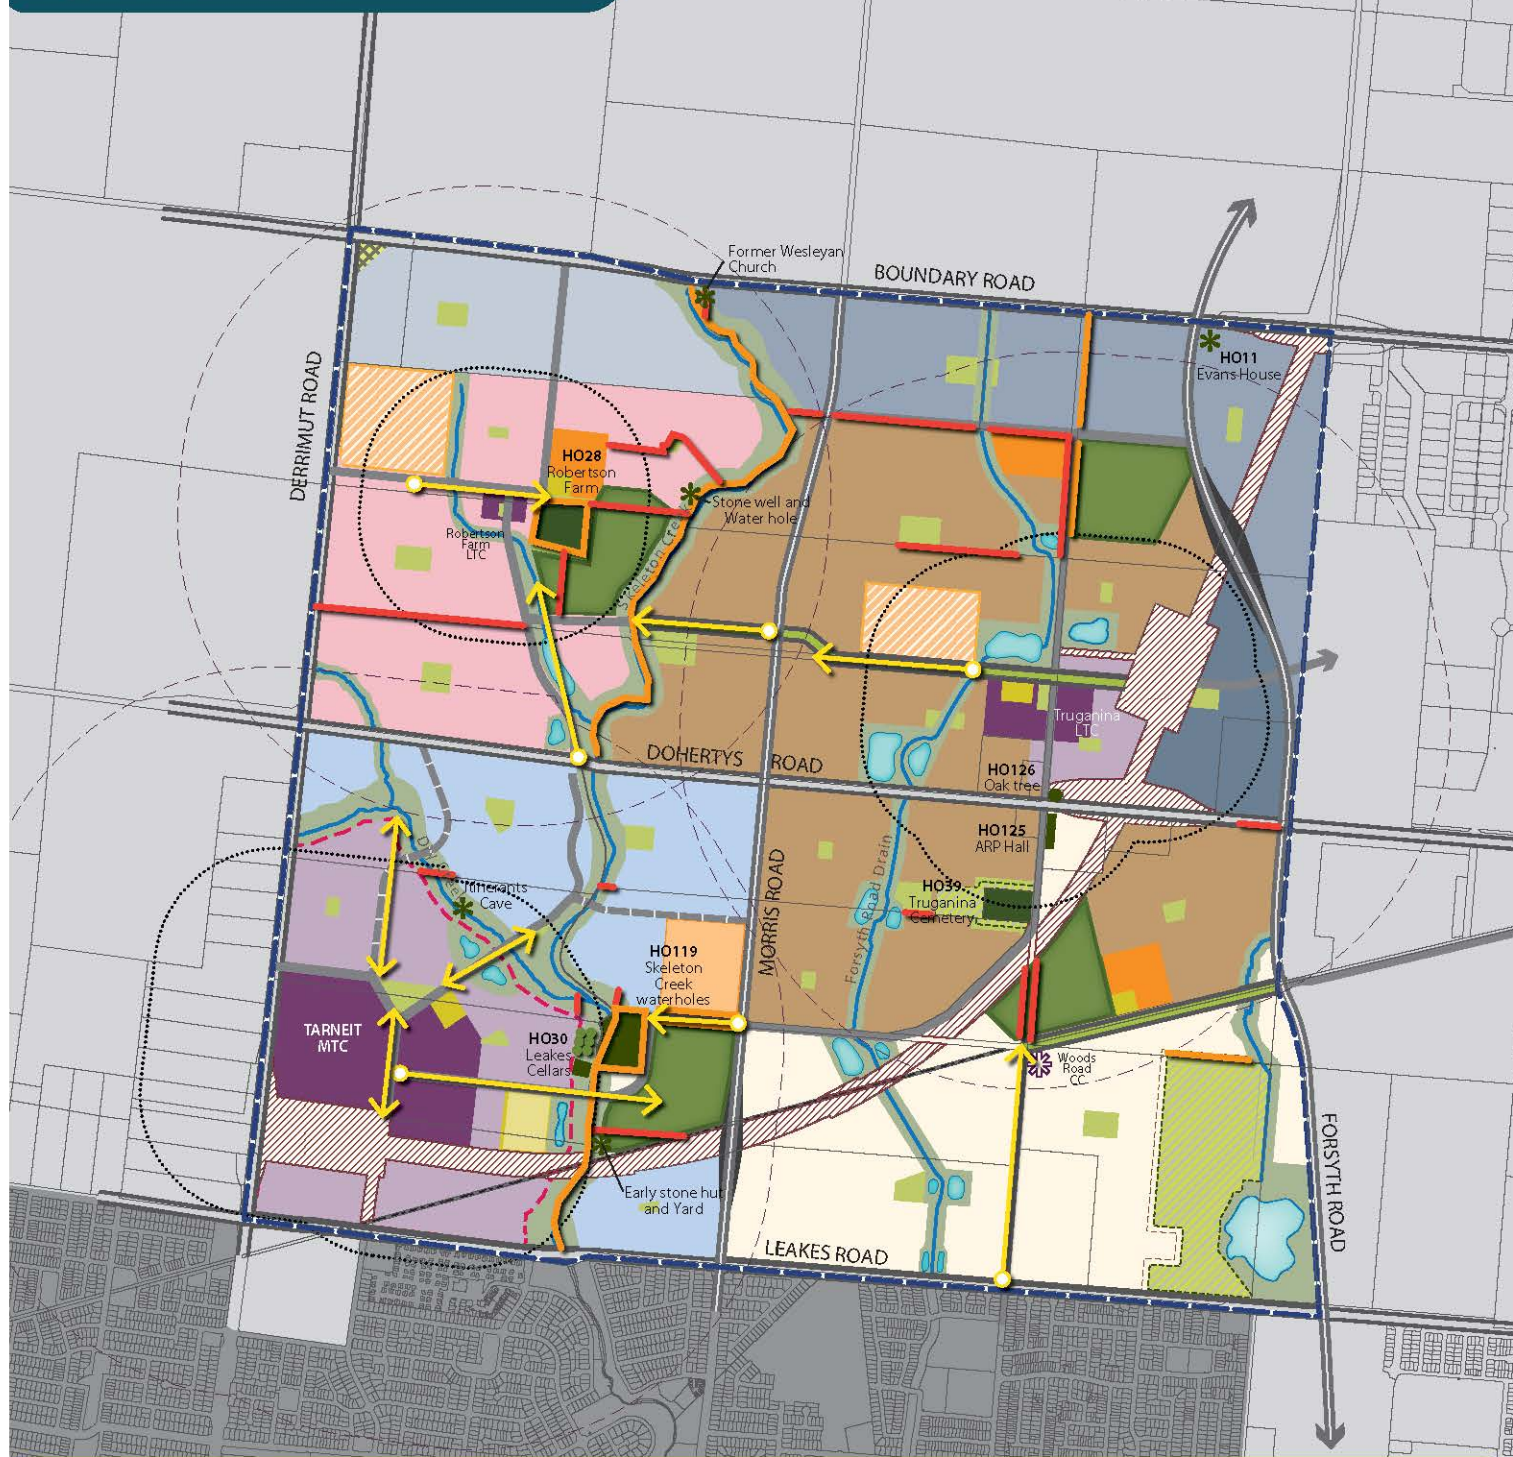 Former Wesleyan
Church
BOUNDARY ROAD
HO11
Evans House
DERRIMUT ROAD
HO28
Robertson
Farm
Stone well and
Water hole
Robertson
Farm
LTC
Skeleton Creek
Truganina
LTC
DOHERTYS ROAD
HO126
Oak tree
HO125
ARP Hall
MORRIS ROAD
Forsyth Road Drain
HO39
Truganina
Cemetery
Itinerants
Cave
HO119
Skeleton
Creek
waterholes
TARNEIT
MTC
HO30
Leakes
Cellars
Woods
Road
CC
FORSYTH ROAD
Early stone hut
and Yard
LEAKES ROAD